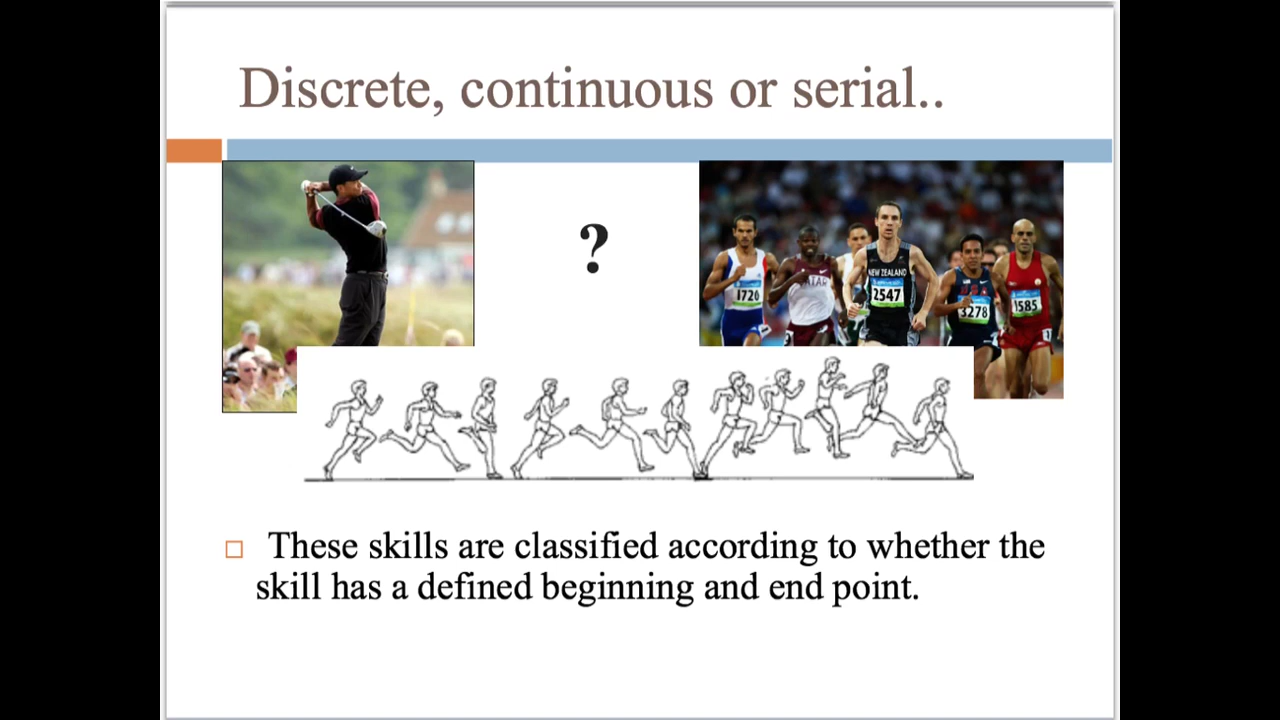 Discrete, continuous or serial..
?
1720
QATAR
NEW ZEALAND
2547
USA
3278
1585
These skills are classified according to whether the
skill has a defined beginning and end point.